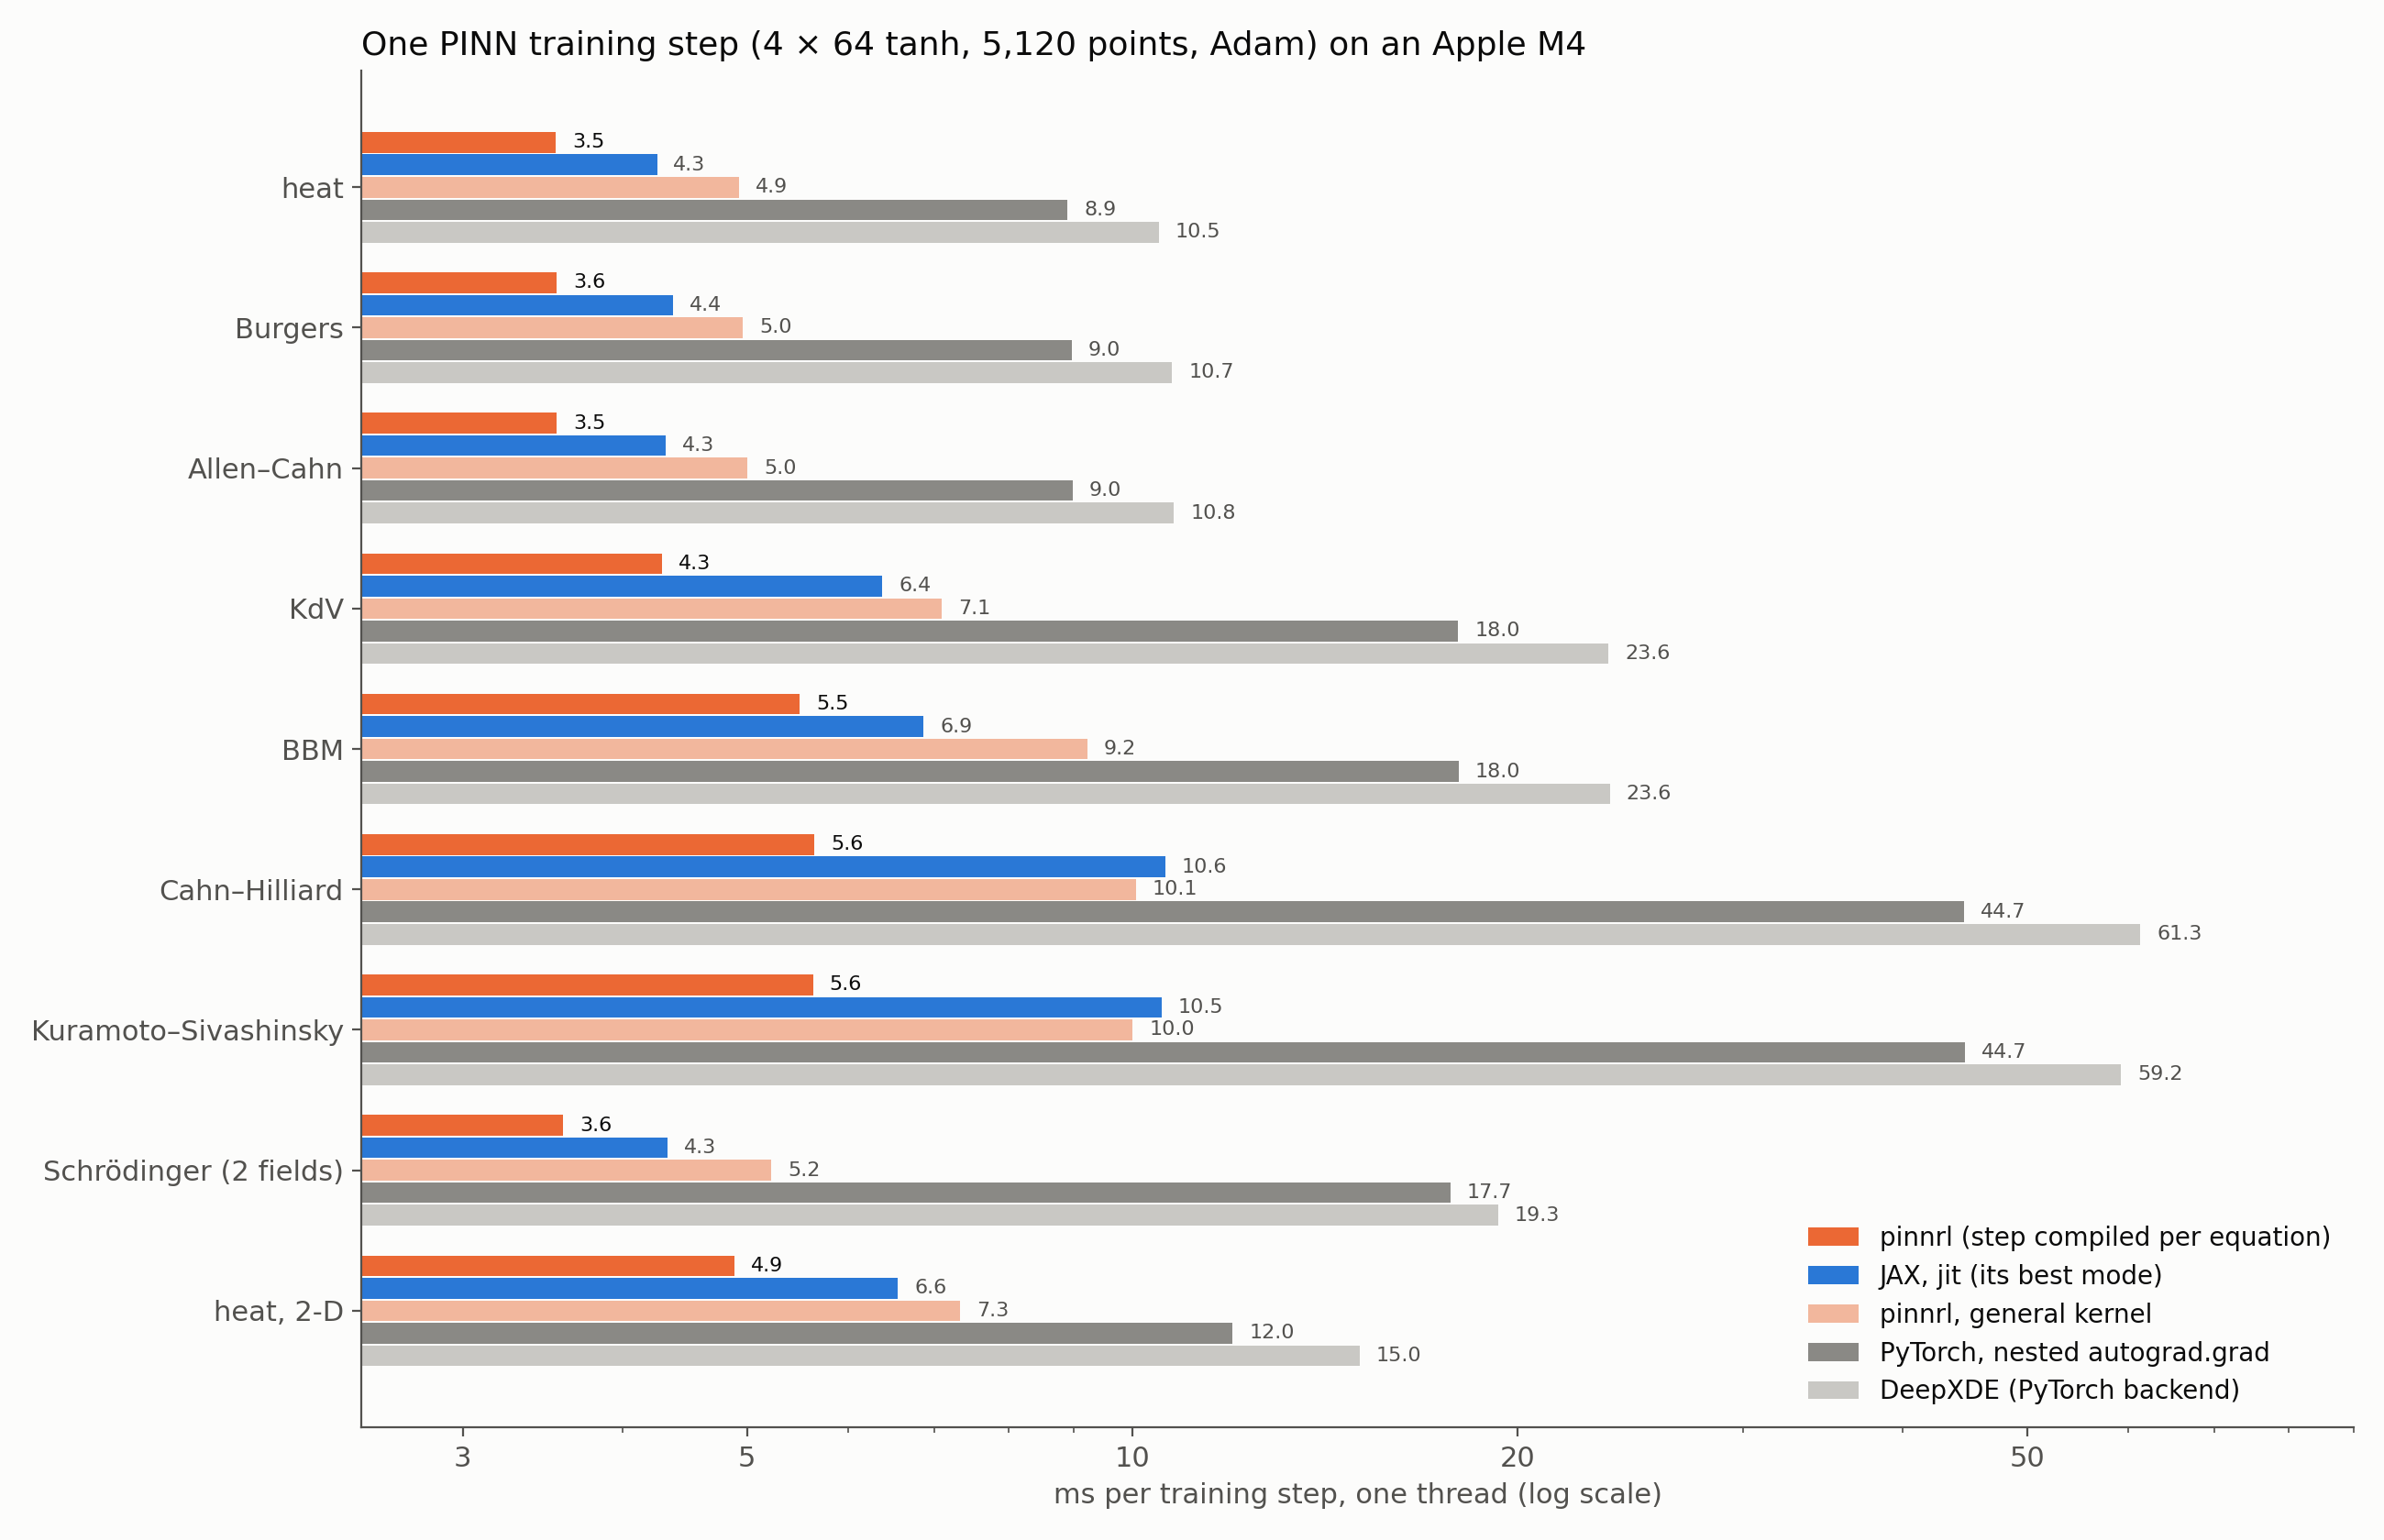 One PINN training step (4 × 64 tanh, 5,120 points, Adam) on an Apple M4
heat
3.5
4.3
4.9
8.9
10.5
Burgers
3.6
4.4
5.0
9.0
10.7
Allen–Cahn
3.5
4.3
5.0
9.0
10.8
KdV
4.3
6.4
7.1
18.0
23.6
BBM
5.5
6.9
9.2
18.0
23.6
Cahn–Hilliard
5.6
10.6
10.1
44.7
61.3
Kuramoto–Sivashinsky
5.6
10.5
10.0
44.7
59.2
Schrödinger (2 fields)
3.6
4.3
5.2
17.7
19.3
heat, 2-D
4.9
6.6
7.3
12.0
15.0
pinnrl (step compiled per equation)
JAX, jit (its best mode)
pinnrl, general kernel
PyTorch, nested autograd.grad
DeepXDE (PyTorch backend)
3 5 10 20 50
ms per training step, one thread (log scale)